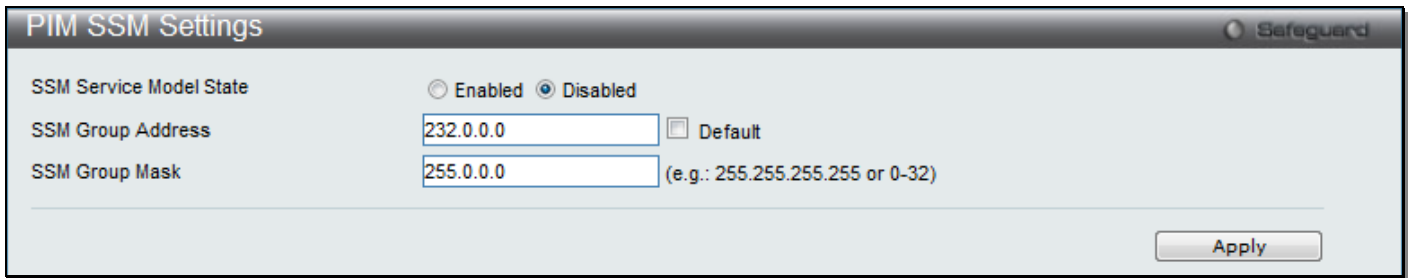 PIM SSM Settings
Safeguard
SSM Service Model State Enabled Disabled
SSM Group Address 232.0.0.0 Default
SSM Group Mask 255.0.0.0 (e.g.: 255.255.255.255 or 0-32)
Apply